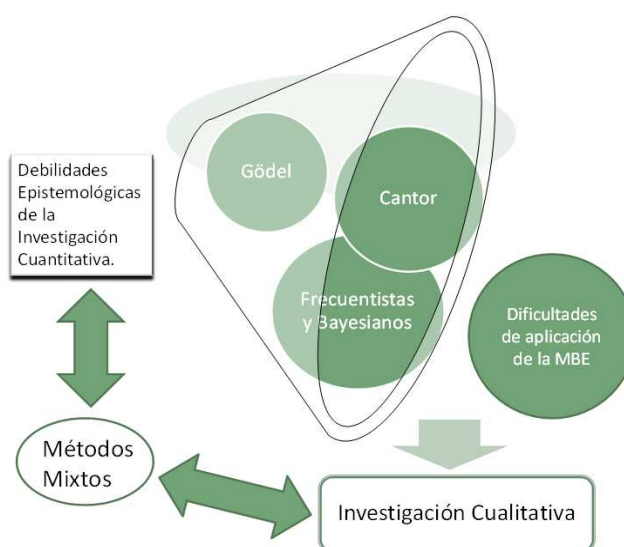 Debilidades
Epistemológicas
de la
Investigación
Cuantitativa.
Gödel
Cantor
Frecuentistas
y Bayesianos
Dificultades
de aplicación
de la MBE
Métodos
Mixtos
Investigación Cualitativa